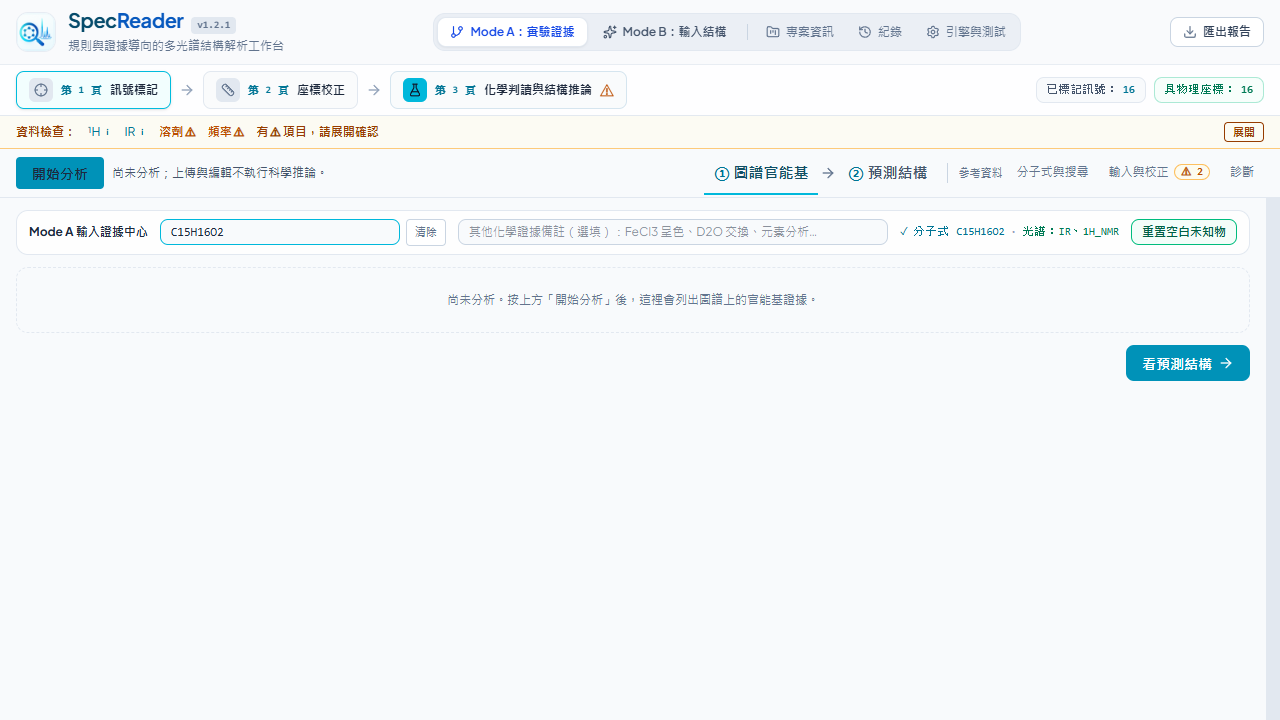 SpecReader v1.2.1
規則與證據導向的多光譜結構解析工作台
Mode A：實驗證據
Mode B：輸入結構
專案資訊
紀錄
引擎與測試
匯出報告
第 1 頁 訊號標記
第 2 頁 座標校正
第 3 頁 化學判讀與結構推論
已標記訊號： 16
具物理座標： 16
資料檢查： ¹H i IR i 溶劑⚠ 頻率⚠ 有⚠項目，請展開確認
展開
開始分析
尚未分析；上傳與編輯不執行科學推論。
① 圖譜官能基
② 預測結構
參考資料
分子式與搜尋
輸入與校正 ⚠ 2
診斷
Mode A 輸入證據中心
C15H16O2
清除
其他化學證據備註（選填）：FeCl3 呈色、D2O 交換、元素分析…
✓ 分子式 C15H16O2 · 光譜：IR、1H_NMR
重置空白未知物
尚未分析。按上方「開始分析」後，這裡會列出圖譜上的官能基證據。
看預測結構